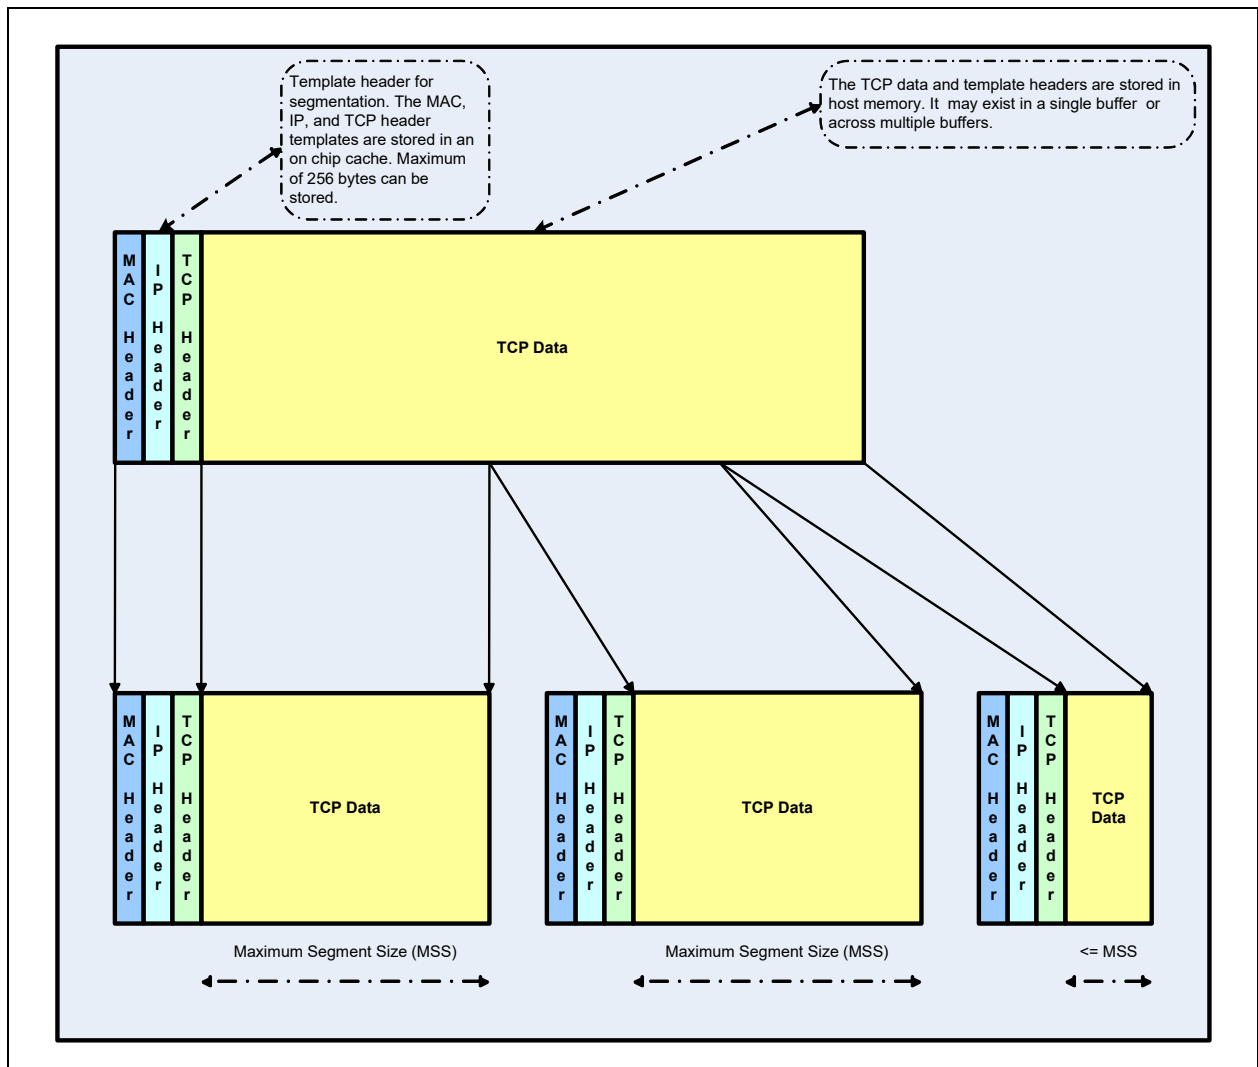 Template header for
segmentation. The MAC,
IP, and TCP header
templates are stored in an
on chip cache. Maximum
of 256 bytes can be
stored.
The TCP data and template headers are stored in
host memory. It may exist in a single buffer or
across multiple buffers.
MAC Header
IP Header
TCP Header
TCP Data
MAC Header
IP Header
TCP Header
TCP Data
MAC Header
IP Header
TCP Header
TCP Data
MAC Header
IP Header
TCP Header
TCP
Data
Maximum Segment Size (MSS)
Maximum Segment Size (MSS)
<= MSS